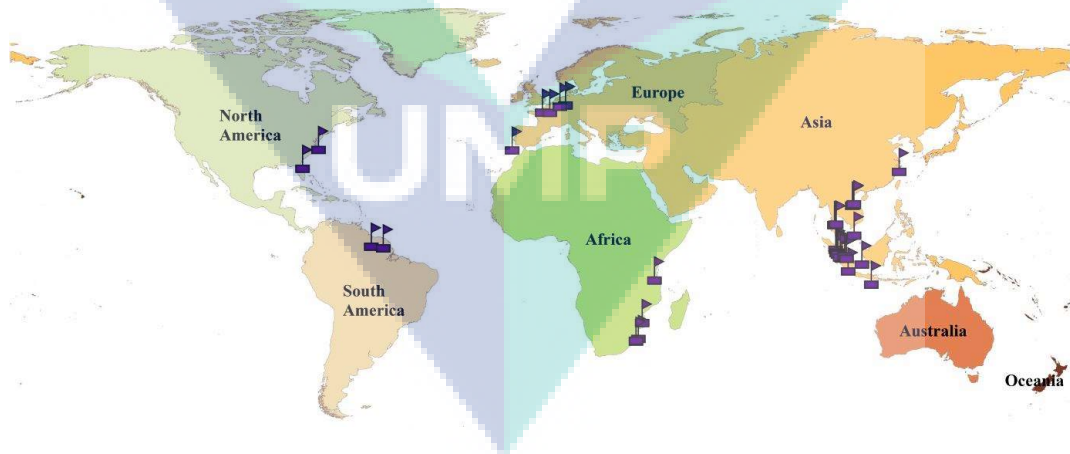 North
America
South
America
Europe
Africa
Asia
Australia
Oceania
UMP